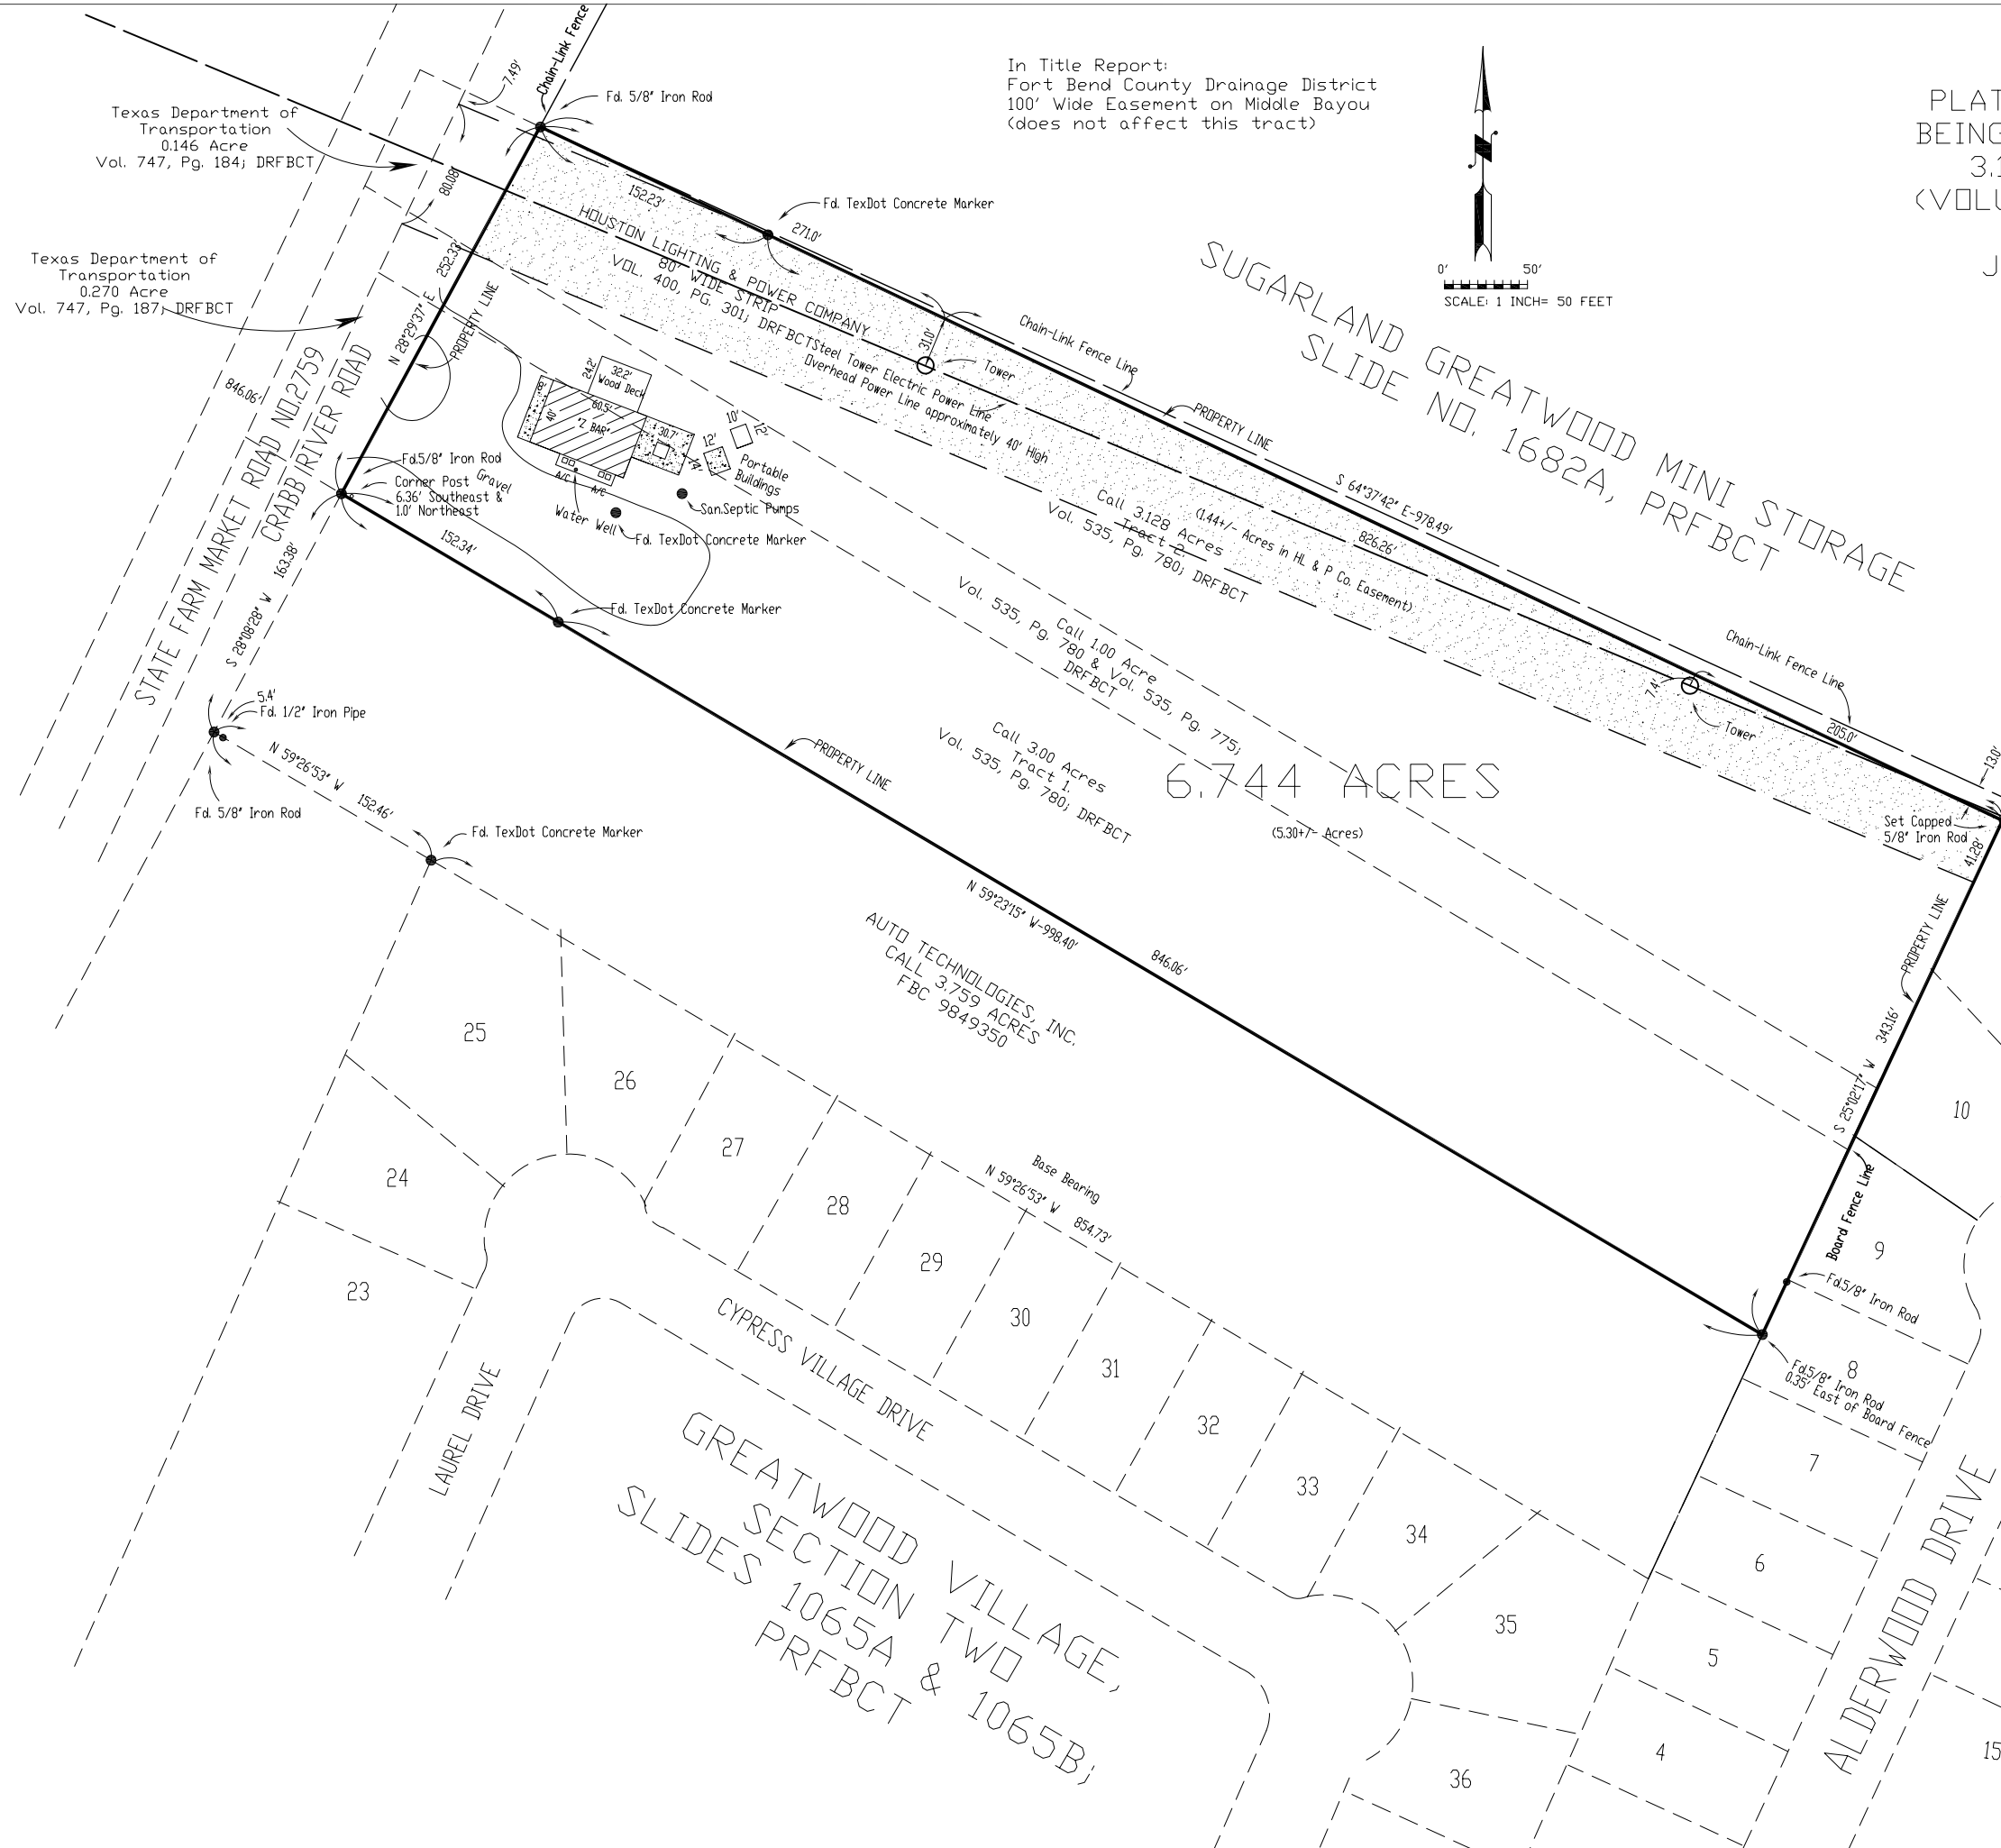 In Title Report:
Fort Bend County Drainage District
100' Wide Easement on Middle Bayou
(does not affect this tract)
PLAT
BEING
3.1
(VOLU
J
0' 50'
SCALE: 1 INCH= 50 FEET
Chain-Link Fence
7.49'
Fd. 5/8" Iron Rod
Texas Department of
Transportation
0.146 Acre
Vol. 747, Pg. 184; DRFBCT
80.08'
Texas Department of
Transportation
0.270 Acre
Vol. 747, Pg. 187; DRFBCT
152.23'
Fd. TexDot Concrete Marker
271.0'
HOUSTON LIGHTING & POWER COMPANY
80' WIDE STRIP
VOL. 400, PG. 301; DRFBCT
Steel Tower Electric Power Line
Overhead Power Line approximately 40' High
31.0'
Tower
Chain-Link Fence Line
PROPERTY LINE
SUGARLAND GREATWOOD MINI STORAGE
SLIDE NO. 1682A, PRFBCT
S 64°37'42" E-978.49'
826.26'
(1.44+/- Acres in HL & P Co. Easement)
Call 3.128 Acres
Tract 2.
Vol. 535, Pg. 780; DRFBCT
252.33'
N 28°29'37" E
PROPERTY LINE
24.2'
32.2'
Wood Deck
8'
40'
60.5'
"Z BAR"
30.7'
14'
10'
12'
12'
Portable
Buildings
A/C
A/C
Water Well
San.Septic Pumps
Fd. TexDot Concrete Marker
Gravel
Fd.5/8" Iron Rod
Corner Post
6.36' Southeast &
1.0' Northeast
846.06'
STATE FARM MARKET ROAD NO.2759
CRABB RIVER ROAD
152.34'
Fd. TexDot Concrete Marker
S 28°08'28" W 163.38'
5.4'
Fd. 1/2" Iron Pipe
Fd. 5/8" Iron Rod
N 59°26'53" W 152.46'
Fd. TexDot Concrete Marker
Call 1.00 Acre
Vol. 535, Pg. 780 & Vol. 535, Pg. 775;
DRFBCT
Call 3.00 Acres
Tract 1.
Vol. 535, Pg. 780; DRFBCT
6.744 ACRES
(5.30+/- Acres)
PROPERTY LINE
N 59°23'15" W-998.40'
846.06'
Chain-Link Fence Line
7.4'
Tower
205.0'
13.0'
Set Capped
5/8" Iron Rod
41.28'
PROPERTY LINE
S 25°02'17" W 343.16'
Board Fence Line
Fd.5/8" Iron Rod
Fd.5/8" Iron Rod
0.35' East of Board Fence
AUTO TECHNOLOGIES, INC.
CALL 3.759 ACRES
FBC 9849350
Base Bearing
N 59°26'53" W 854.73'
25
26
27
28
29
30
31
32
33
34
35
36
24
23
10
9
8
7
6
5
4
15
LAUREL DRIVE
CYPRESS VILLAGE DRIVE
ALDERWOOD DRIVE
GREATWOOD VILLAGE,
SECTION TWO
SLIDES 1065A & 1065B;
PRFBCT